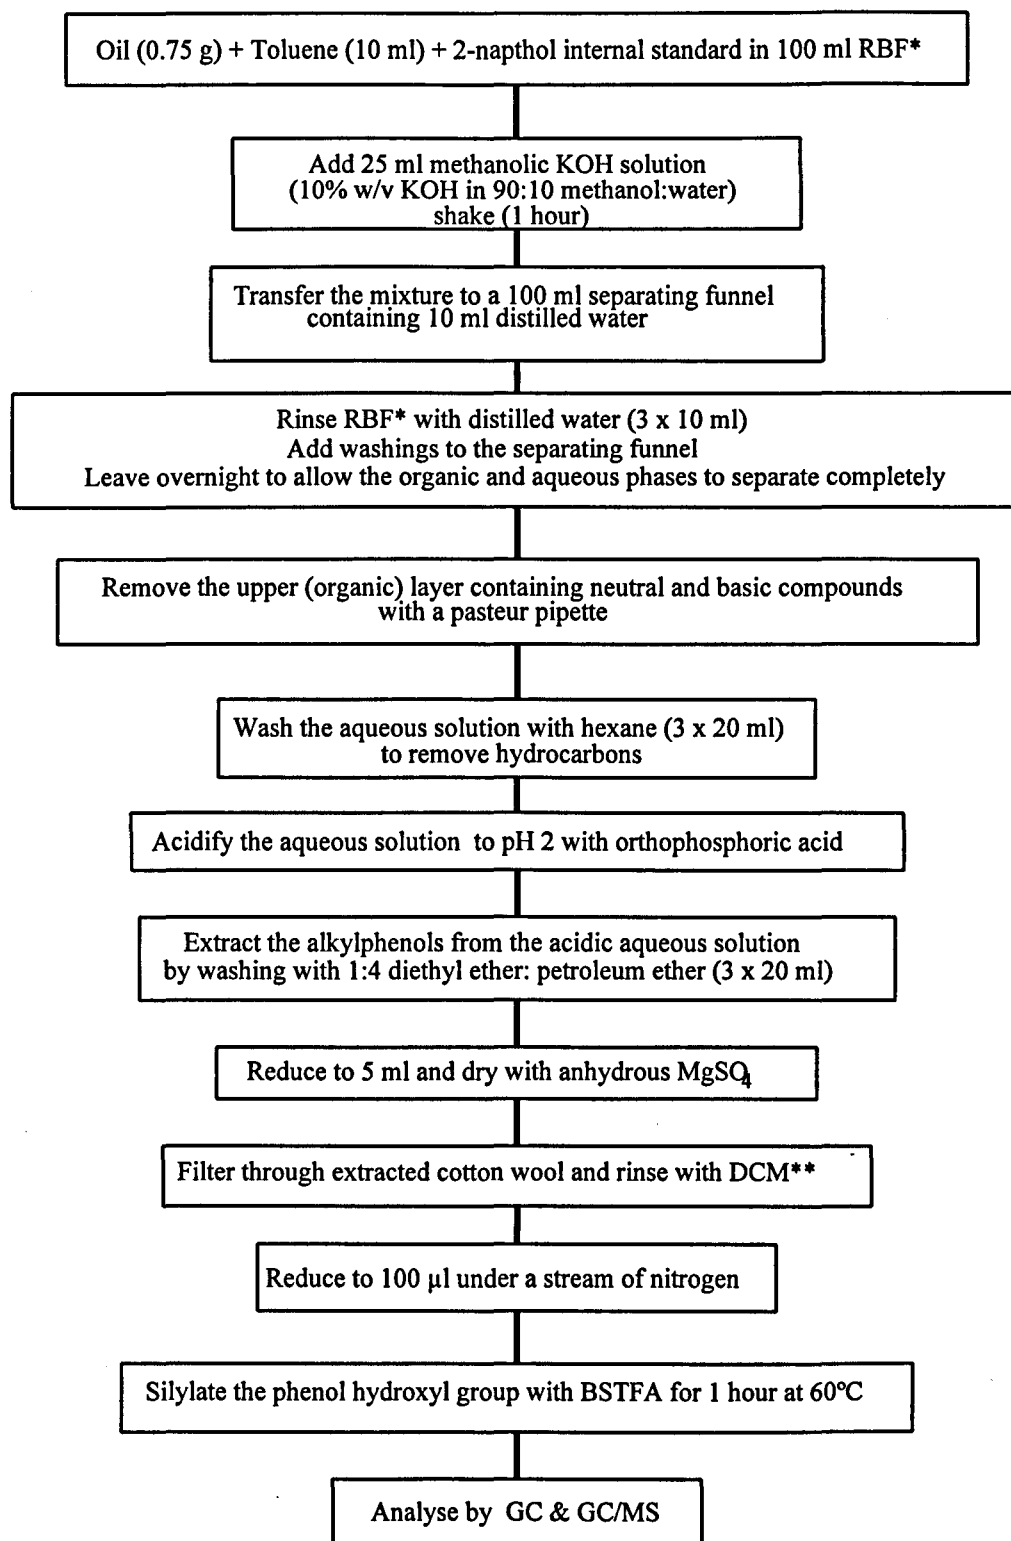 Oil (0.75 g) + Toluene (10 ml) + 2-napthol internal standard in 100 ml RBF*
Add 25 ml methanolic KOH solution
(10% w/v KOH in 90:10 methanol:water)
shake (1 hour)
Transfer the mixture to a 100 ml separating funnel
containing 10 ml distilled water
Rinse RBF* with distilled water (3 x 10 ml)
Add washings to the separating funnel
Leave overnight to allow the organic and aqueous phases to separate completely
Remove the upper (organic) layer containing neutral and basic compounds
with a pasteur pipette
Wash the aqueous solution with hexane (3 x 20 ml)
to remove hydrocarbons
Acidify the aqueous solution to pH 2 with orthophosphoric acid
Extract the alkylphenols from the acidic aqueous solution
by washing with 1:4 diethyl ether: petroleum ether (3 x 20 ml)
Reduce to 5 ml and dry with anhydrous MgSO4
Filter through extracted cotton wool and rinse with DCM**
Reduce to 100 µl under a stream of nitrogen
Silylate the phenol hydroxyl group with BSTFA for 1 hour at 60ºC
Analyse by GC & GC/MS